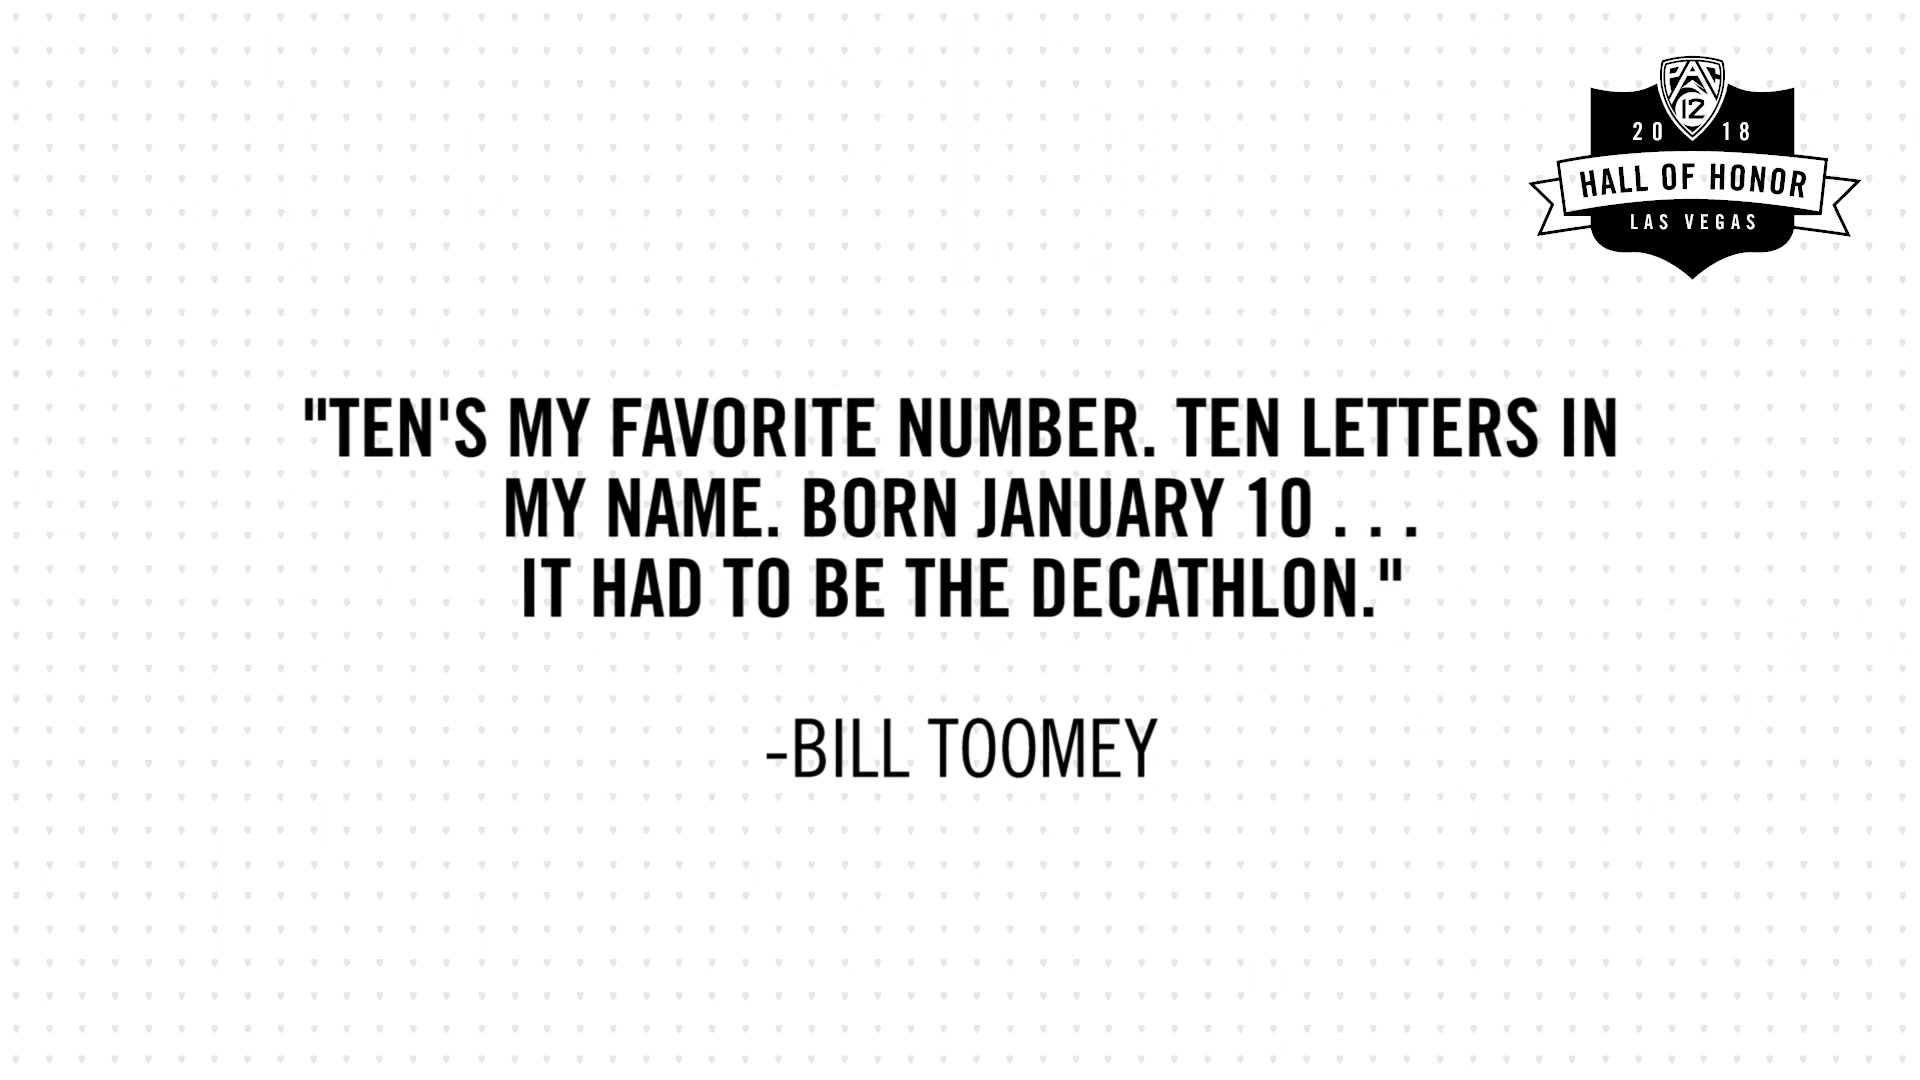 PAC
12
20 18
HALL OF HONOR
LAS VEGAS
"TEN'S MY FAVORITE NUMBER. TEN LETTERS IN
MY NAME. BORN JANUARY 10 . . .
IT HAD TO BE THE DECATHLON."
-BILL TOOMEY